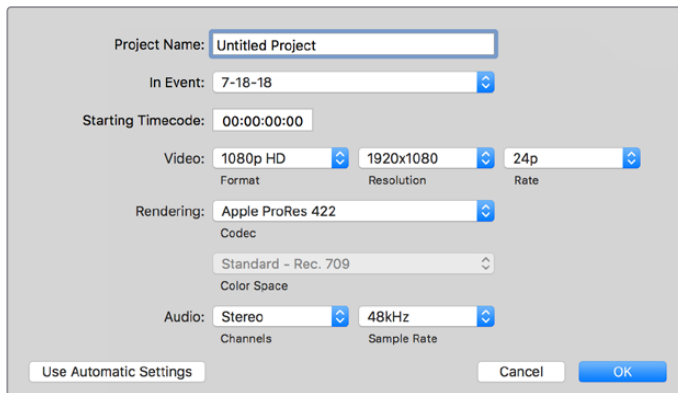 Project Name: Untitled Project
In Event: 7-18-18
Starting Timecode: 00:00:00:00
Video: 1080p HD 1920x1080 24p
Format Resolution Rate
Rendering: Apple ProRes 422
Codec
Standard - Rec. 709
Color Space
Audio: Stereo 48kHz
Channels Sample Rate
Use Automatic Settings Cancel OK